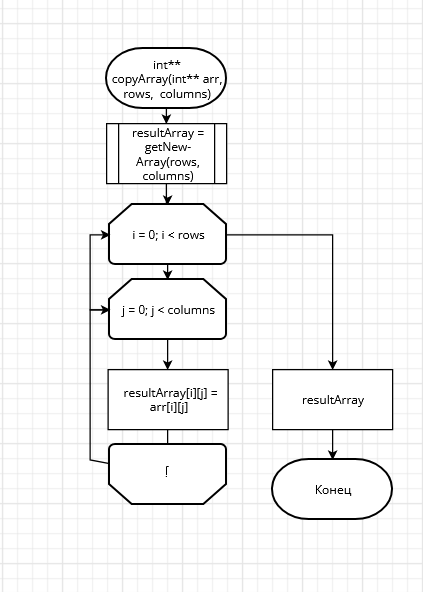 int**
copyArray(int** arr,
rows, columns)
resultArray =
getNew-
Array(rows,
columns)
i = 0; i < rows
j = 0; j < columns
resultArray[i][j] =
arr[i][j]
resultArray
Конец